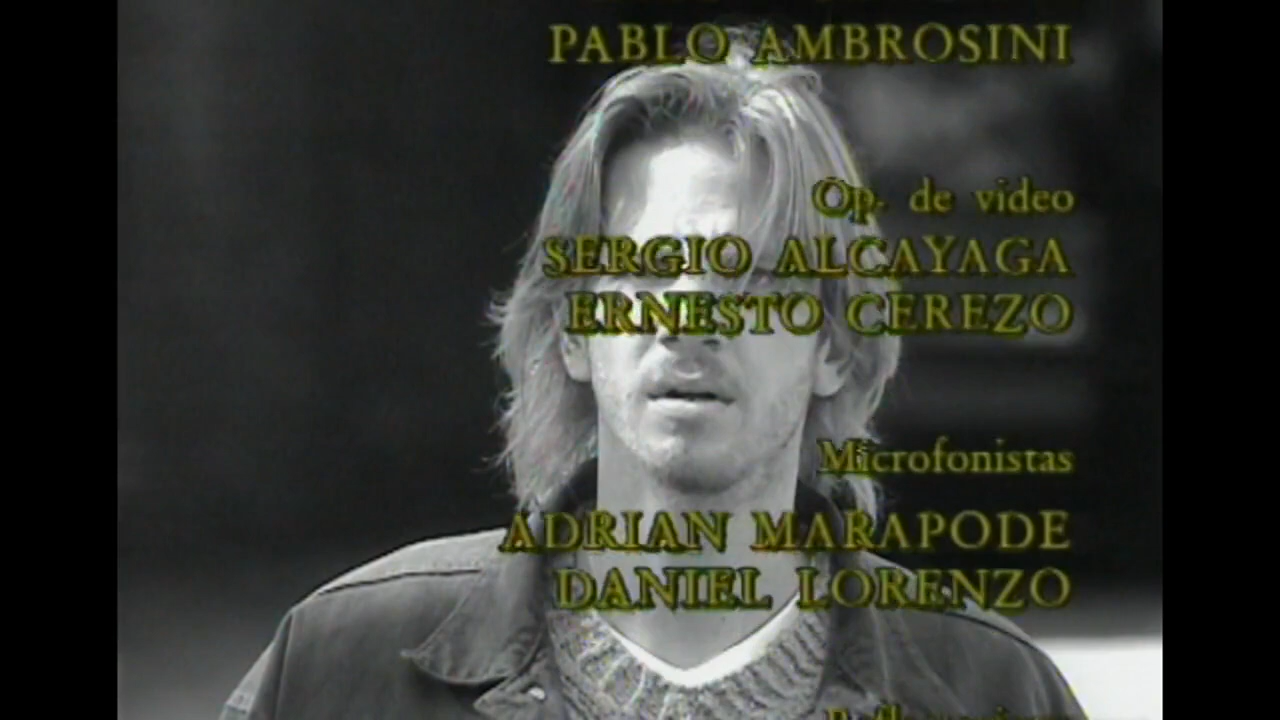 PABLO AMBROSINI
Op. de video
SERGIO ALCAYAGA
ERNESTO CEREZO
Microfonistas
ADRIAN MARAPODE
DANIEL LORENZO